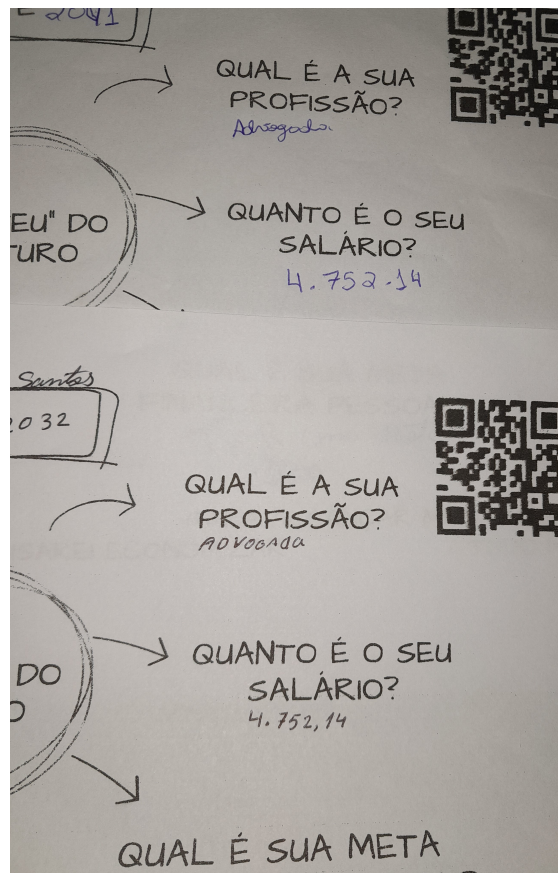 E 2041
QUAL É A SUA
PROFISSÃO?
Advogada.
EU" DO
TURO
QUANTO É O SEU
SALÁRIO?
4.752.14
Santos
2032
QUAL É A SUA
PROFISSÃO?
ADVOGADA
DO
O
QUANTO É O SEU
SALÁRIO?
4.752,14
QUAL É SUA META